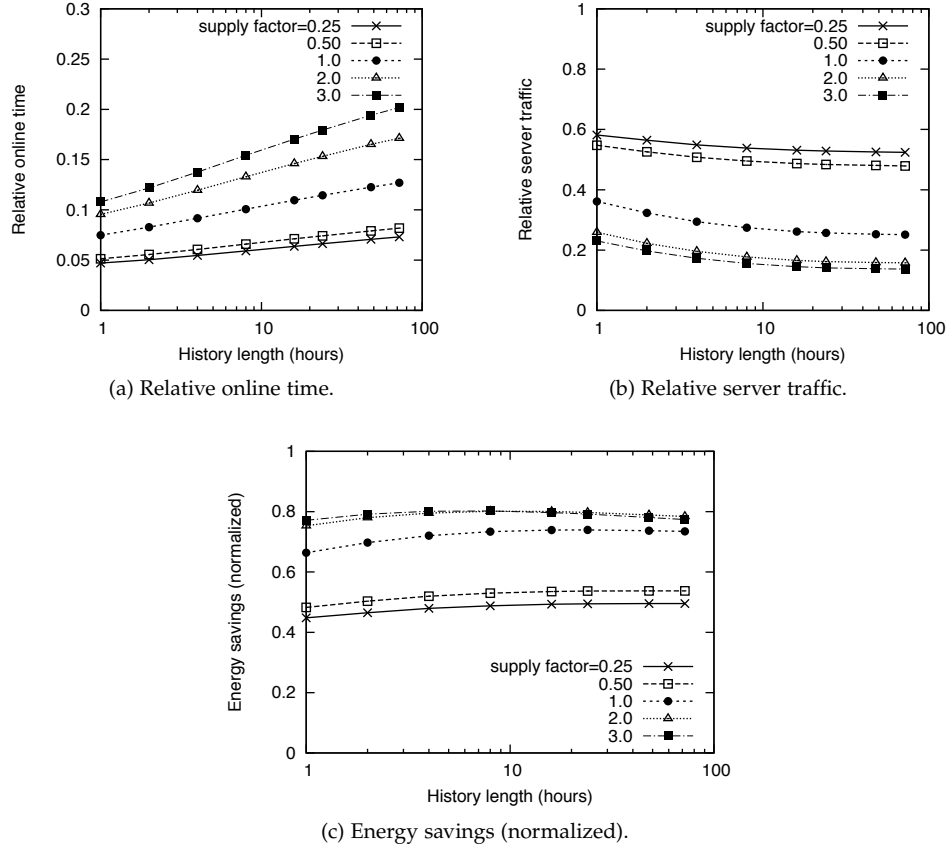 0.3
0.25
0.2
0.15
0.1
0.05
0
Relative online time
supply factor=0.25
0.50
1.0
2.0
3.0
1 10 100
History length (hours)
(a) Relative online time.
1
0.8
0.6
0.4
0.2
0
Relative server traffic
supply factor=0.25
0.50
1.0
2.0
3.0
1 10 100
History length (hours)
(b) Relative server traffic.
1
0.8
0.6
0.4
0.2
0
Energy savings (normalized)
supply factor=0.25
0.50
1.0
2.0
3.0
1 10 100
History length (hours)
(c) Energy savings (normalized).